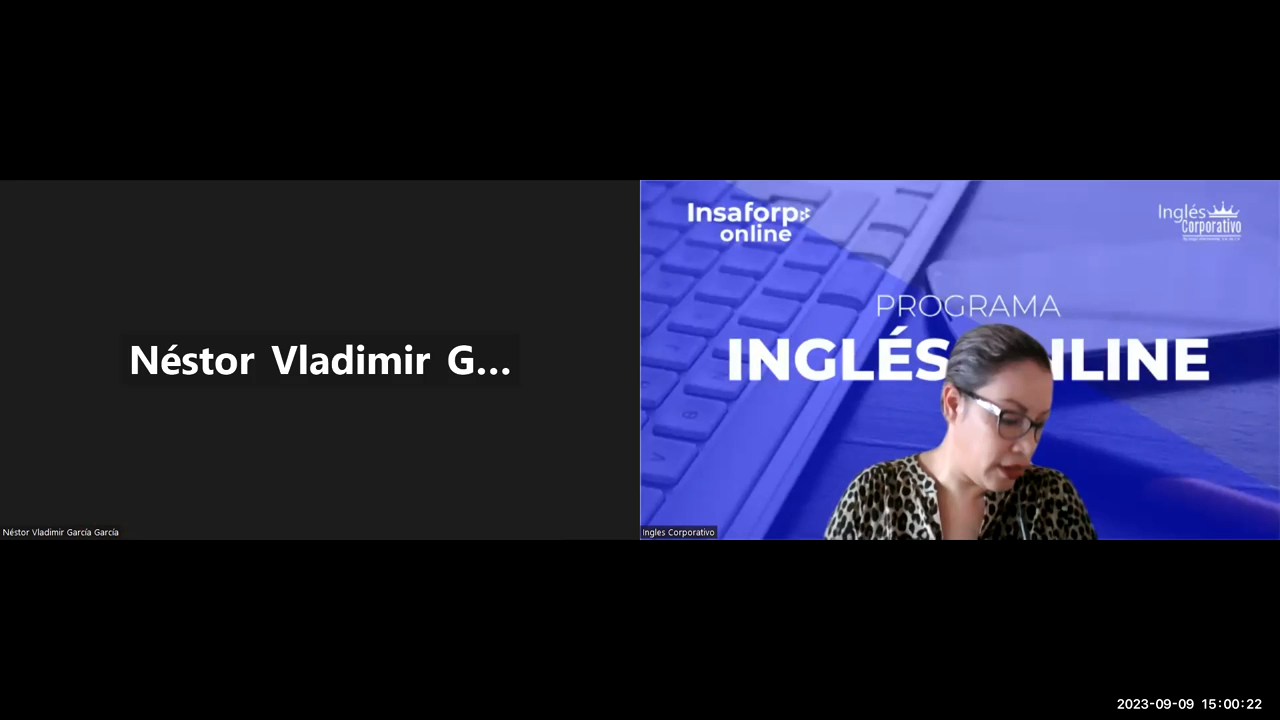 Néstor Vladimir G...
Néstor Vladimir García García
Insaforp
online
Inglés
Corporativo
PROGRAMA
INGLÉS NLINE
Ingles Corporativo
2023-09-09 15:00:22